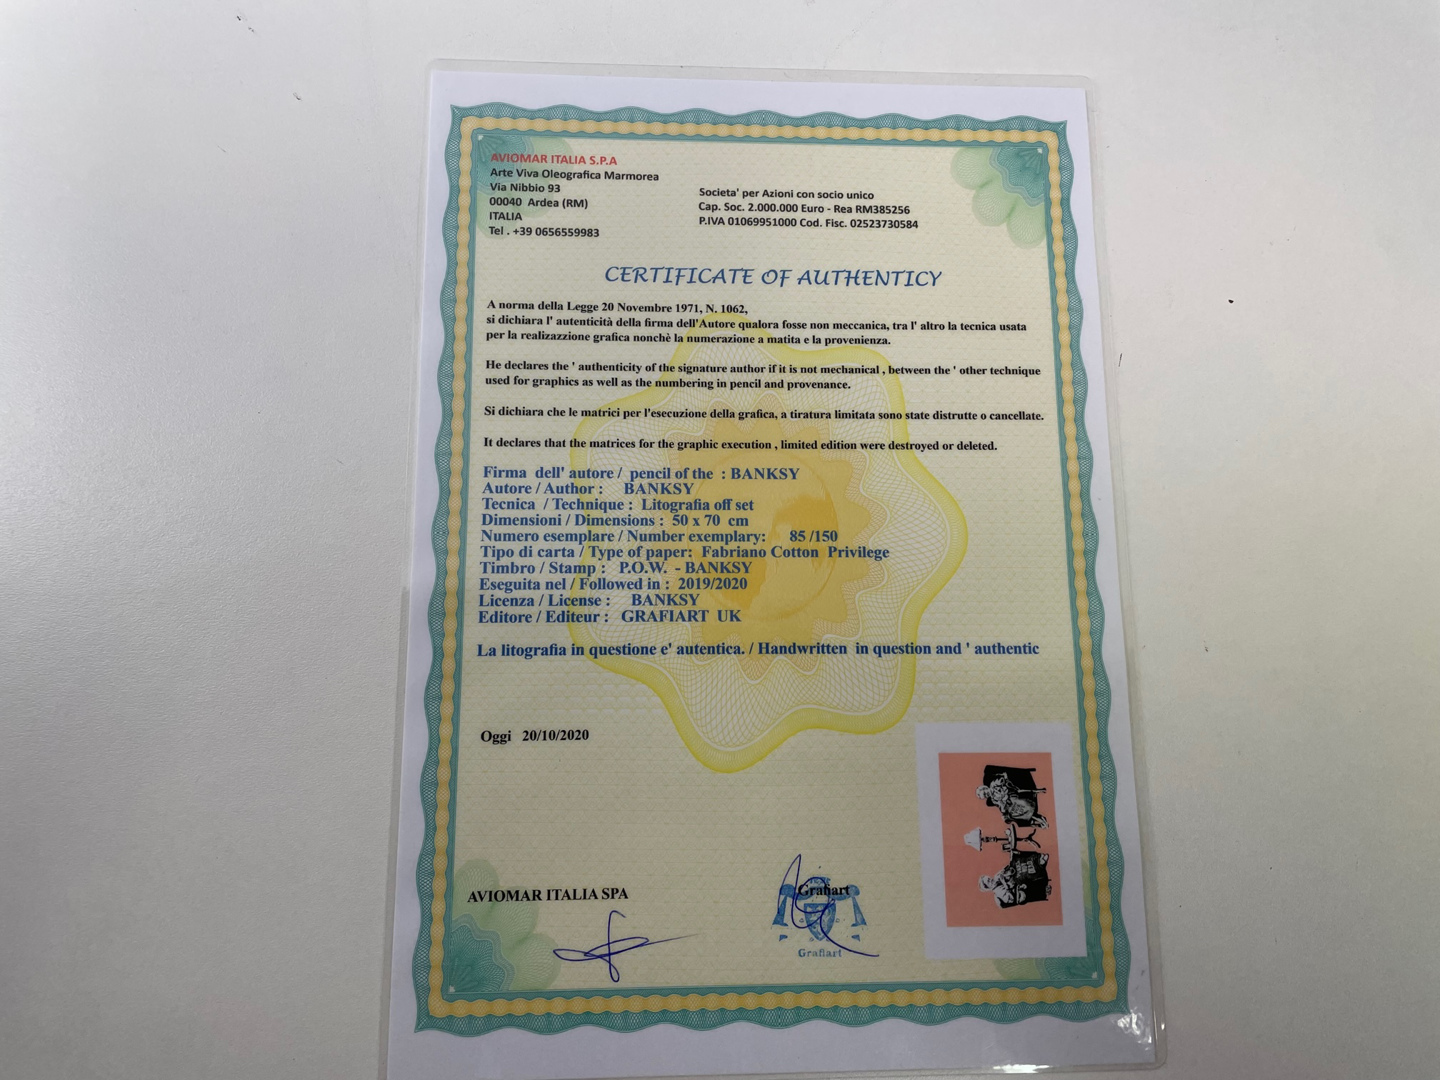 AVIOMAR ITALIA S.P.A
Arte Viva Oleografica Marmorea
Via Nibbio 93
00040 Ardea (RM)
ITALIA
Tel . +39 0656559983
Societa' per Azioni con socio unico
Cap. Soc. 2.000.000 Euro - Rea RM385256
P.IVA 01069951000 Cod. Fisc. 02523730584
CERTIFICATE OF AUTHENTICY
A norma della Legge 20 Novembre 1971, N. 1062,
si dichiara l' autenticità della firma dell'Autore qualora fosse non meccanica, tra l' altro la tecnica usata
per la realizazzione grafica nonchè la numerazione a matita e la provenienza.
He declares the ' authenticity of the signature author if it is not mechanical , between the ' other technique
used for graphics as well as the numbering in pencil and provenance.
Si dichiara che le matrici per l'esecuzione della grafica, a tiratura limitata sono state distrutte o cancellate.
It declares that the matrices for the graphic execution , limited edition were destroyed or deleted.
Firma dell' autore / pencil of the : BANKSY
Autore / Author : BANKSY
Tecnica / Technique : Litografia off set
Dimensioni / Dimensions : 50 x 70 cm
Numero esemplare / Number exemplary: 85 /150
Tipo di carta / Type of paper: Fabriano Cotton Privilege
Timbro / Stamp : P.O.W. - BANKSY
Eseguita nel / Followed in : 2019/2020
Licenza / License : BANKSY
Editore / Editeur : GRAFIART UK
La litografia in questione e' autentica. / Handwritten in question and ' authentic
Oggi 20/10/2020
AVIOMAR ITALIA SPA
Grafiart
Grafiart